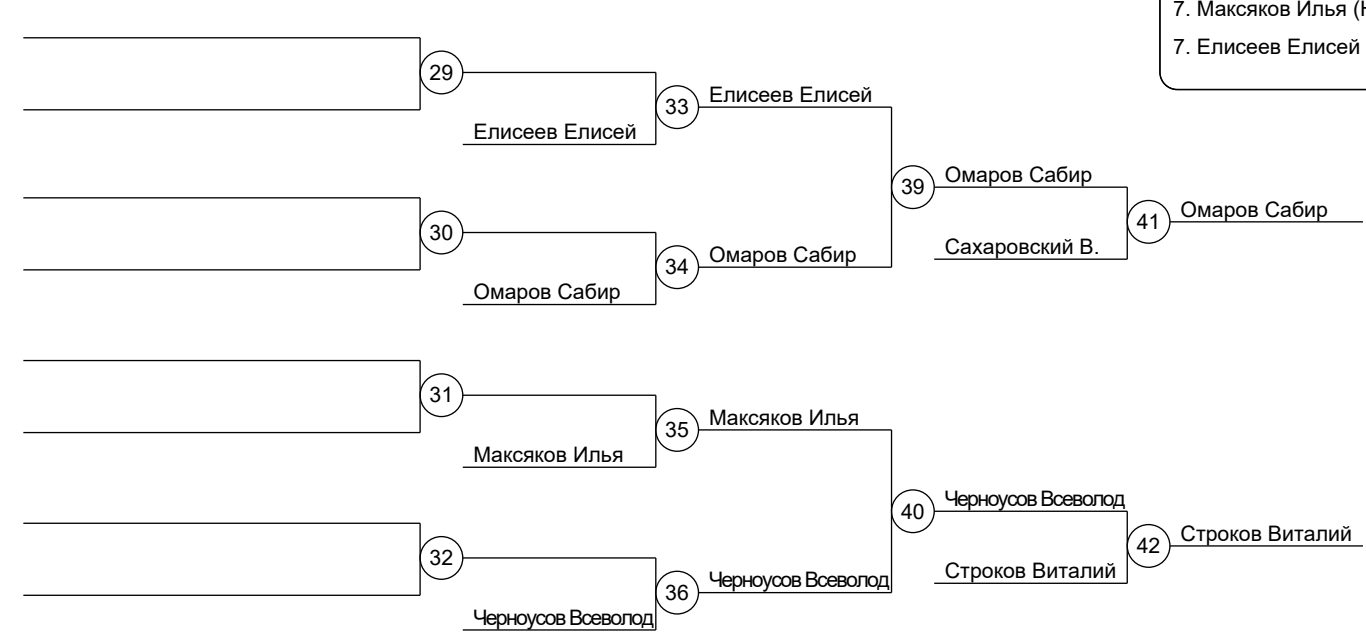 7. Максяков Илья (
7. Елисеев Елисей
29
33
Елисеев Елисей
Елисеев Елисей
39
Омаров Сабир
41
Омаров Сабир
30
34
Омаров Сабир
Сахаровский В.
Омаров Сабир
31
35
Максяков Илья
Максяков Илья
40
Черноусов Всеволод
42
Строков Виталий
32
36
Черноусов Всеволод
Строков Виталий
Черноусов Всеволод